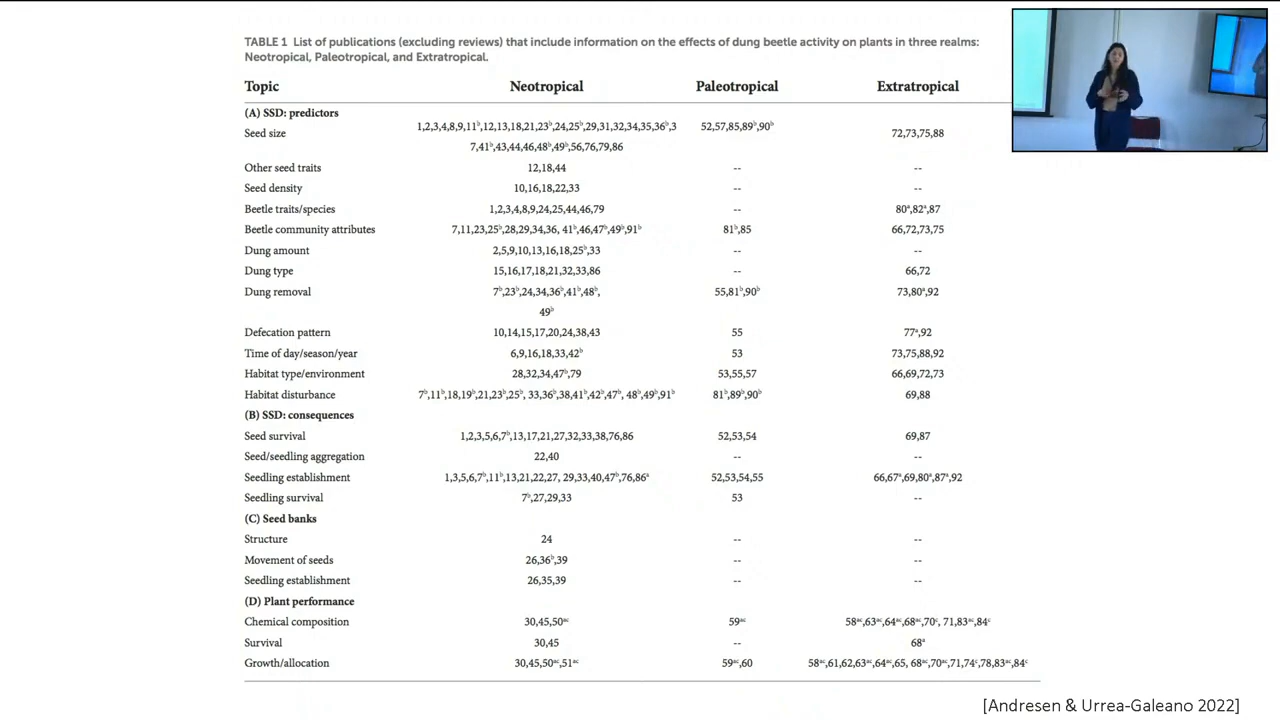 TABLE 1 List of publications (excluding reviews) that include information on the effects of dung beetle activity on plants in three realms:
Neotropical, Paleotropical, and Extratropical.
Topic Neotropical Paleotropical Extratropical
(A) SSD: predictors
Seed size 1,2,3,4,8,9,11ᵇ,12,13,18,21,23ᵇ,24,25ᵇ,29,31,32,34,35,36ᵇ,3 52,57,85,89ᵇ,90ᵇ 72,73,75,88
7,41ᵇ,43,44,46,48ᵇ,49ᵇ,56,76,79,86
Other seed traits 12,18,44 -- --
Seed density 10,16,18,22,33 -- --
Beetle traits/species 1,2,3,4,8,9,24,25,44,46,79 -- 80ᵃ,82ᵃ,87
Beetle community attributes 7,11,23,25ᵇ,28,29,34,36, 41ᵇ,46,47ᵇ,49ᵇ,91ᵇ 81ᵇ,85 66,72,73,75
Dung amount 2,5,9,10,13,16,18,25ᵇ,33 -- --
Dung type 15,16,17,18,21,32,33,86 -- 66,72
Dung removal 7ᵇ,23ᵇ,24,34,36ᵇ,41ᵇ,48ᵇ, 55,81ᵇ,90ᵇ 73,80ᵃ,92
49ᵇ
Defecation pattern 10,14,15,17,20,24,38,43 55 77ᵃ,92
Time of day/season/year 6,9,16,18,33,42ᵇ 53 73,75,88,92
Habitat type/environment 28,32,34,47ᵇ,79 53,55,57 66,69,72,73
Habitat disturbance 7ᵇ,11ᵇ,18,19ᵇ,21,23ᵇ,25ᵇ, 33,36ᵇ,38,41ᵇ,42ᵇ,47ᵇ, 48ᵇ,49ᵇ,91ᵇ 81ᵇ,89ᵇ,90ᵇ 69,88
(B) SSD: consequences
Seed survival 1,2,3,5,6,7ᵇ,13,17,21,27,32,33,38,76,86 52,53,54 69,87
Seed/seedling aggregation 22,40 -- --
Seedling establishment 1,3,5,6,7ᵇ,11ᵇ,13,21,22,27, 29,33,40,47ᵇ,76,86ᵃ 52,53,54,55 66,67ᵃ,69,80ᵃ,87ᵃ,92
Seedling survival 7ᵇ,27,29,33 53 --
(C) Seed banks
Structure 24 -- --
Movement of seeds 26,36ᵇ,39 -- --
Seedling establishment 26,35,39 -- --
(D) Plant performance
Chemical composition 30,45,50ᵃᶜ 59ᵃᶜ 58ᵃᶜ,63ᵃᶜ,64ᵃᶜ,68ᵃᶜ,70ᶜ, 71,83ᵃᶜ,84ᶜ
Survival 30,45 -- 68ᵃ
Growth/allocation 30,45,50ᵃᶜ,51ᵃᶜ 59ᵃᶜ,60 58ᵃᶜ,61,62,63ᵃᶜ,64ᵃᶜ,65, 68ᵃᶜ,70ᵃᶜ,71,74ᶜ,78,83ᵃᶜ,84ᶜ
[Andresen & Urrea-Galeano 2022]